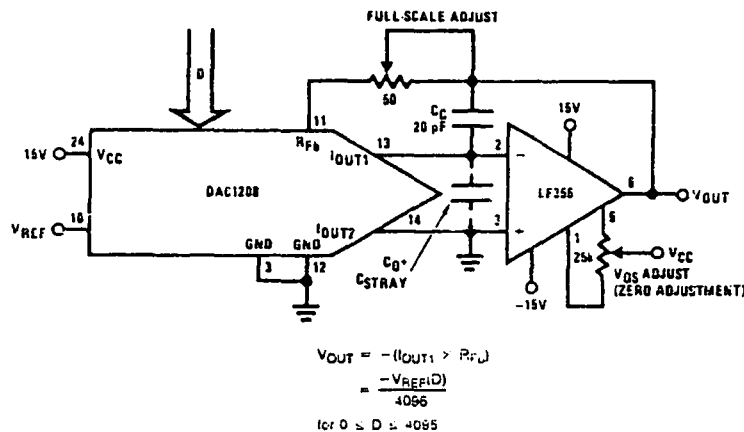 FULL-SCALE ADJUST
D
50
11
RFb
CC
20 pF
15V
24
VCC
IOUT1
13
2
−
15V
DAC1208
LF356
6
VOUT
VREF
10
IOUT2
14
3
+
GND
GND
3
12
CO+
CSTRAY
−15V
1
5
25k
VCC
VOS ADJUST
(ZERO ADJUSTMENT)
VOUT = −(IOUT1
= −VREF(D)
4096
for 0 ≤ D ≤ 4095